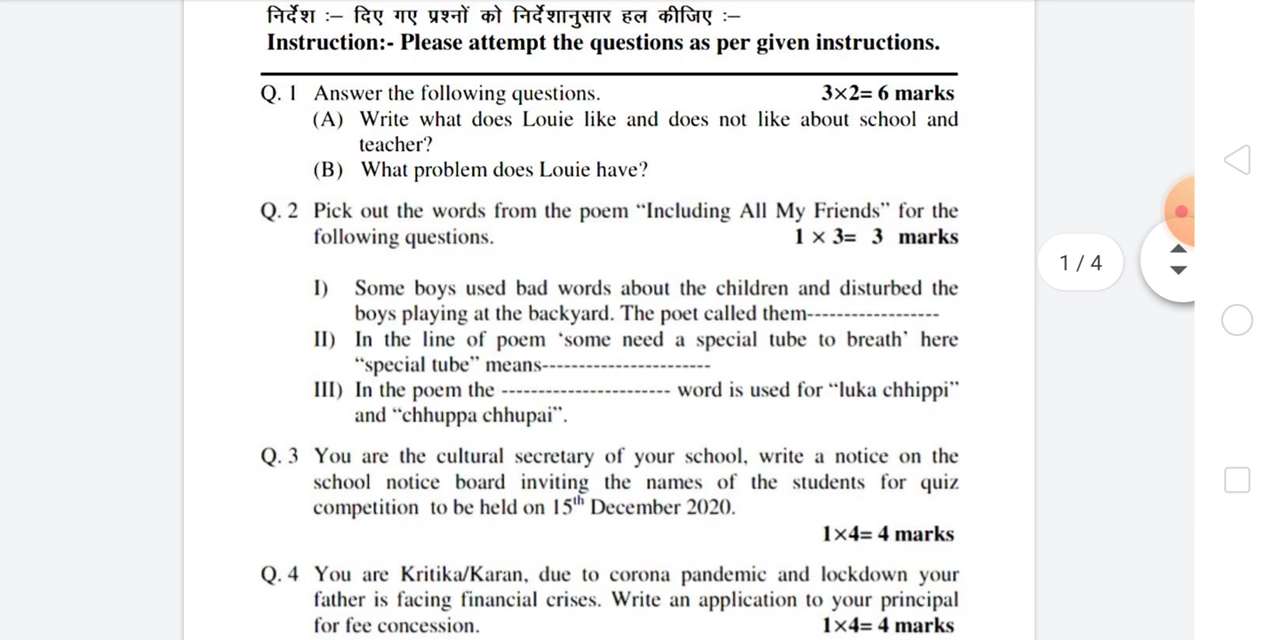 निर्देश :– दिए गए प्रश्नों को निर्देशानुसार हल कीजिए :–
Instruction:- Please attempt the questions as per given instructions.
Q. 1 Answer the following questions. 3×2= 6 marks
(A) Write what does Louie like and does not like about school and
teacher?
(B) What problem does Louie have?
Q. 2 Pick out the words from the poem “Including All My Friends” for the
following questions. 1 × 3= 3 marks
I) Some boys used bad words about the children and disturbed the
boys playing at the backyard. The poet called them------------------
II) In the line of poem ‘some need a special tube to breath’ here
“special tube” means-----------------------
III) In the poem the ----------------------- word is used for “luka chhippi”
and “chhuppa chhupai”.
Q. 3 You are the cultural secretary of your school, write a notice on the
school notice board inviting the names of the students for quiz
competition to be held on 15th December 2020.
1×4= 4 marks
Q. 4 You are Kritika/Karan, due to corona pandemic and lockdown your
father is facing financial crises. Write an application to your principal
for fee concession. 1×4= 4 marks
1 / 4